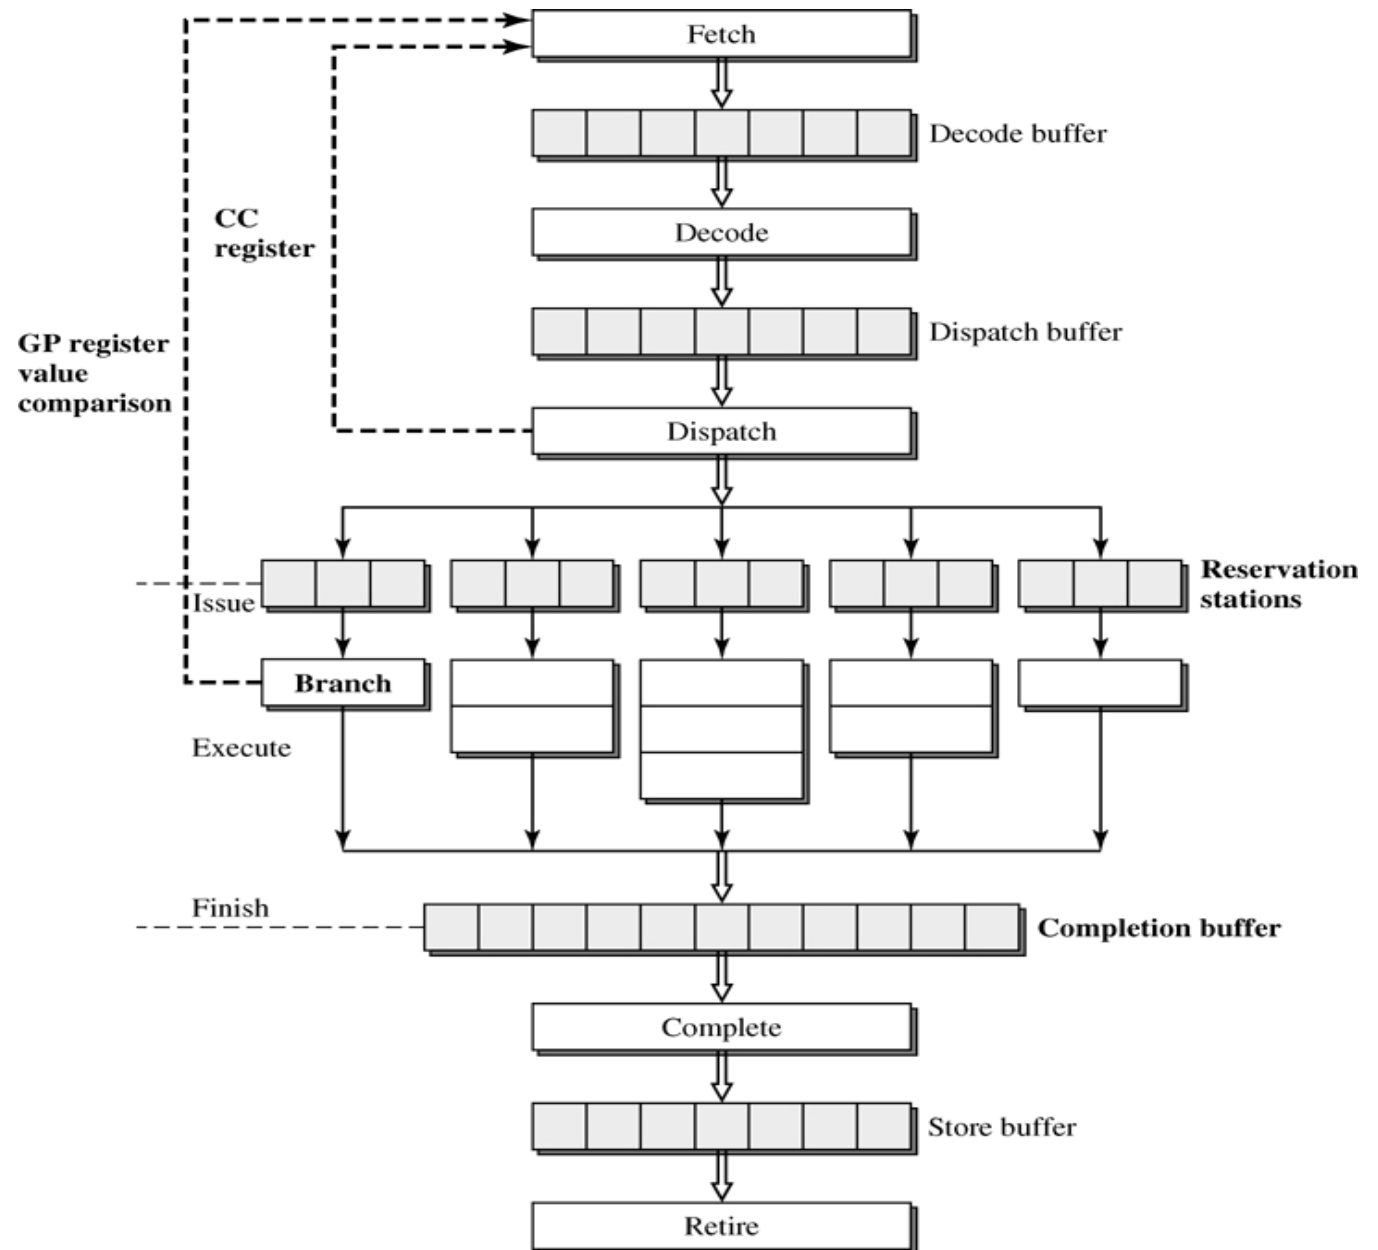 Fetch
Decode buffer
CC
register
Decode
GP register
value
comparison
Dispatch buffer
Dispatch
Reservation
stations
Issue
Branch
Execute
Finish
Completion buffer
Complete
Store buffer
Retire